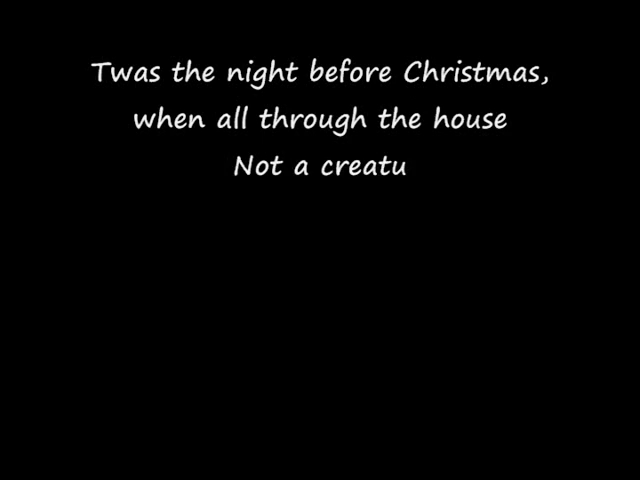 Twas the night before Christmas,
when all through the house
Not a creatu